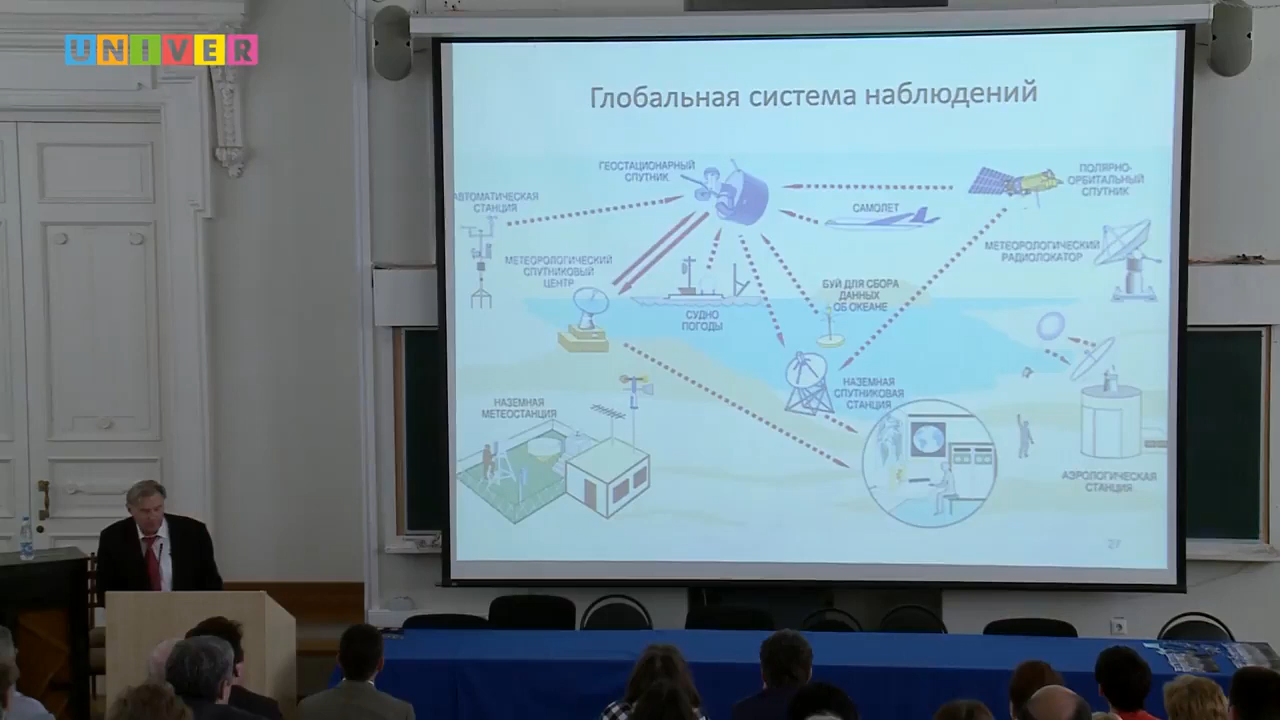 UNIVER
Глобальная система наблюдений
ГЕОСТАЦИОНАРНЫЙ
СПУТНИК
ПОЛЯРНО-
ОРБИТАЛЬНЫЙ
СПУТНИК
АВТОМАТИЧЕСКАЯ
СТАНЦИЯ
САМОЛЕТ
МЕТЕОРОЛОГИЧЕСКИЙ
РАДИОЛОКАТОР
МЕТЕОРОЛОГИЧЕСКИЙ
СПУТНИКОВЫЙ
ЦЕНТР
БУЙ ДЛЯ СБОРА
ДАННЫХ
ОБ ОКЕАНЕ
СУДНО
ПОГОДЫ
НАЗЕМНАЯ
СПУТНИКОВАЯ
СТАНЦИЯ
НАЗЕМНАЯ
МЕТЕОСТАНЦИЯ
АЭРОЛОГИЧЕСКАЯ
СТАНЦИЯ
27